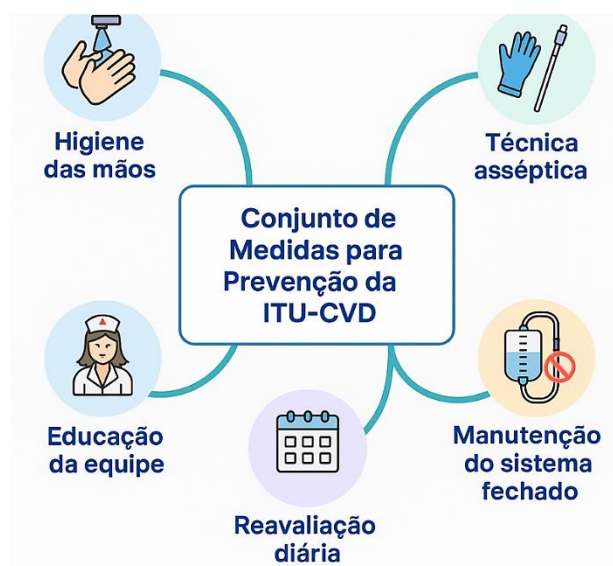 Higiene
das mãos
Técnica
asséptica
Conjunto de
Medidas para
Prevenção da
ITU-CVD
Educação
da equipe
Reavaliação
diária
Manutenção
do sistema
fechado